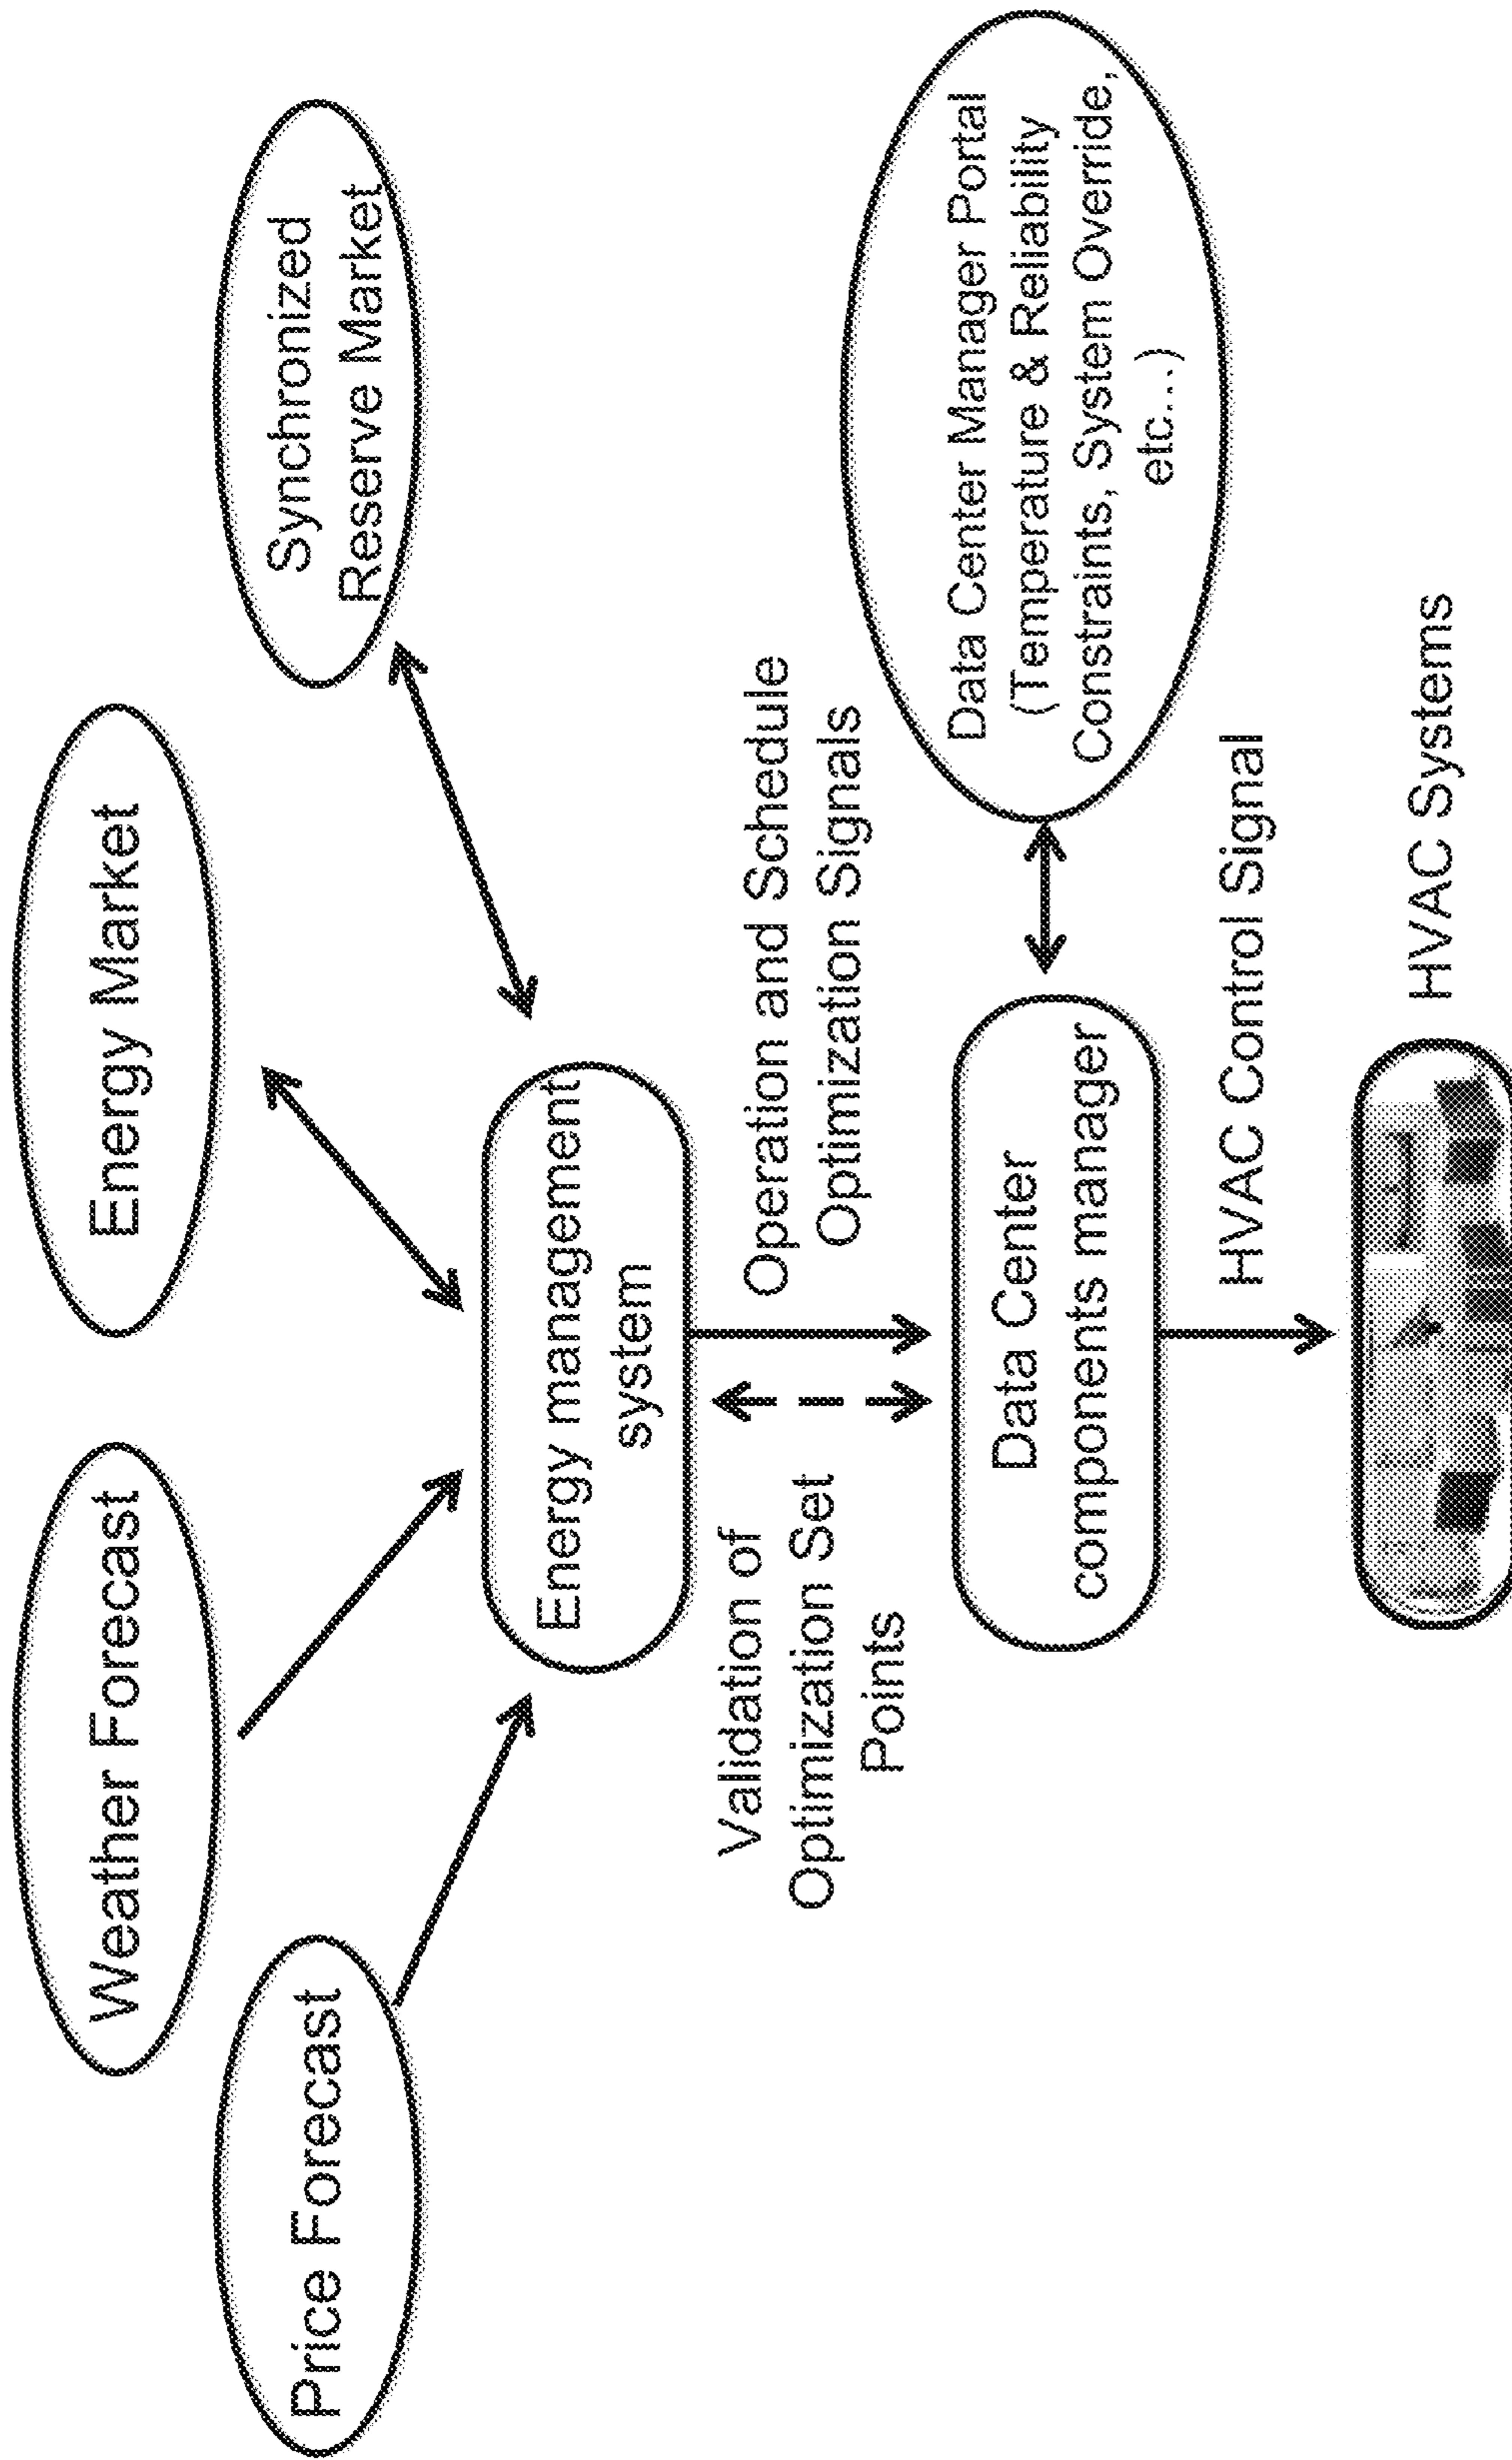 Weather Forecast
Energy Market
Price Forecast
Synchronized
Reserve Market
Energy management
system
Validation of
Optimization Set
Points
Operation and Schedule
Optimization Signals
Data Center
components manager
Data Center Manager Portal
(Temperature & Reliability
Constraints, System Override,
etc...)
HVAC Control Signal
HVAC Systems